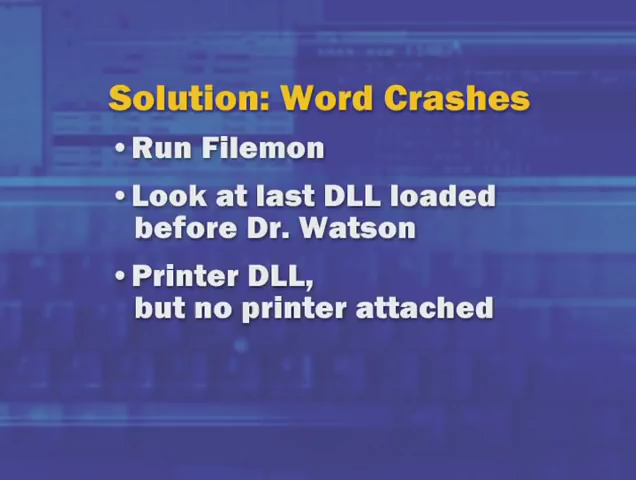 Solution: Word Crashes
•Run Filemon
•Look at last DLL loaded
before Dr. Watson
•Printer DLL,
but no printer attached